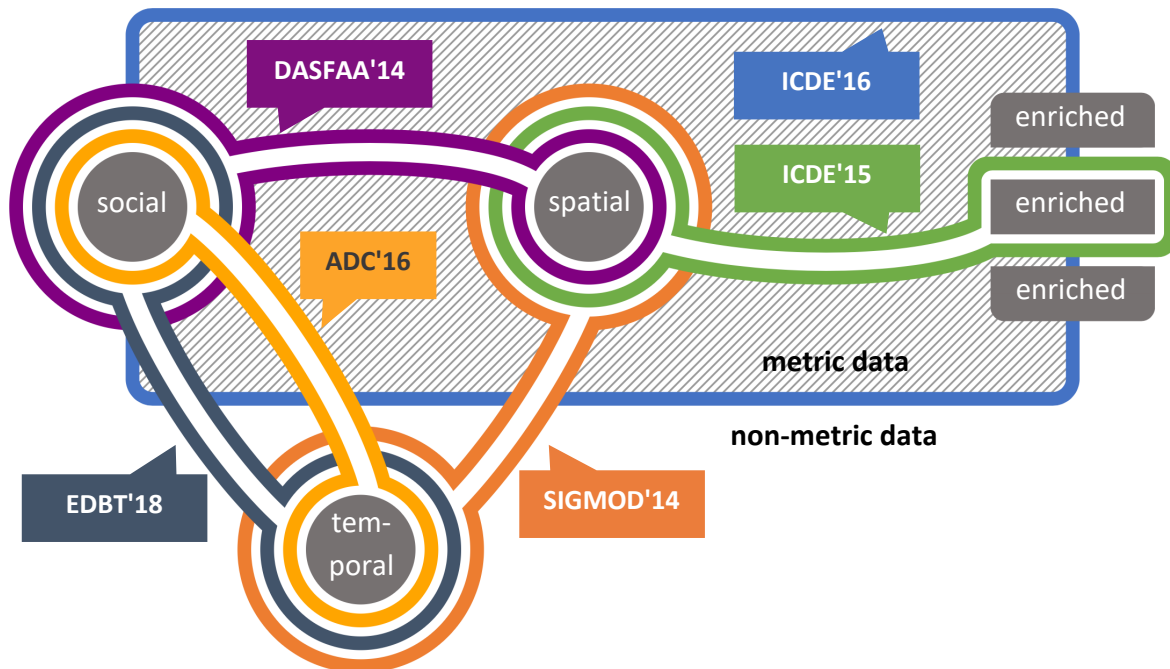 DASFAA'14
ICDE'16
enriched
ICDE'15
social
spatial
enriched
ADC'16
enriched
metric data
non-metric data
EDBT'18
SIGMOD'14
tem-
poral